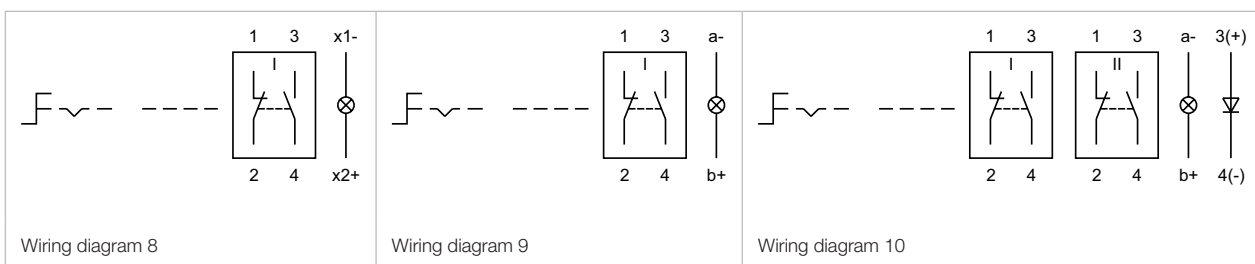 1 3 x1-
I
2 4 x2+
Wiring diagram 8
1 3 a-
I
2 4 b+
Wiring diagram 9
1 3 1 3 a- 3(+)
I II
2 4 2 4 b+ 4(-)
Wiring diagram 10